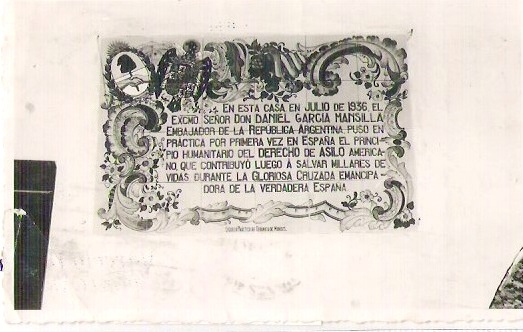 EN ESTA CASA EN JULIO DE 1936, EL
EXCMO SEÑOR DON DANIEL GARCÍA MANSILLA
EMBAJADOR DE LA REPUBLICA ARGENTINA, PUSO EN
PRÁCTICA POR PRIMERA VEZ EN ESPAÑA EL PRINCI-
PIO HUMANITARIO DEL DERECHO DE ASILO AMERICA-
NO, QUE CONTRIBUYÓ LUEGO Á SALVAR MILLARES DE
VIDAS DURANTE LA GLORIOSA CRUZADA EMANCIPA-
DORA DE LA VERDADERA ESPAÑA